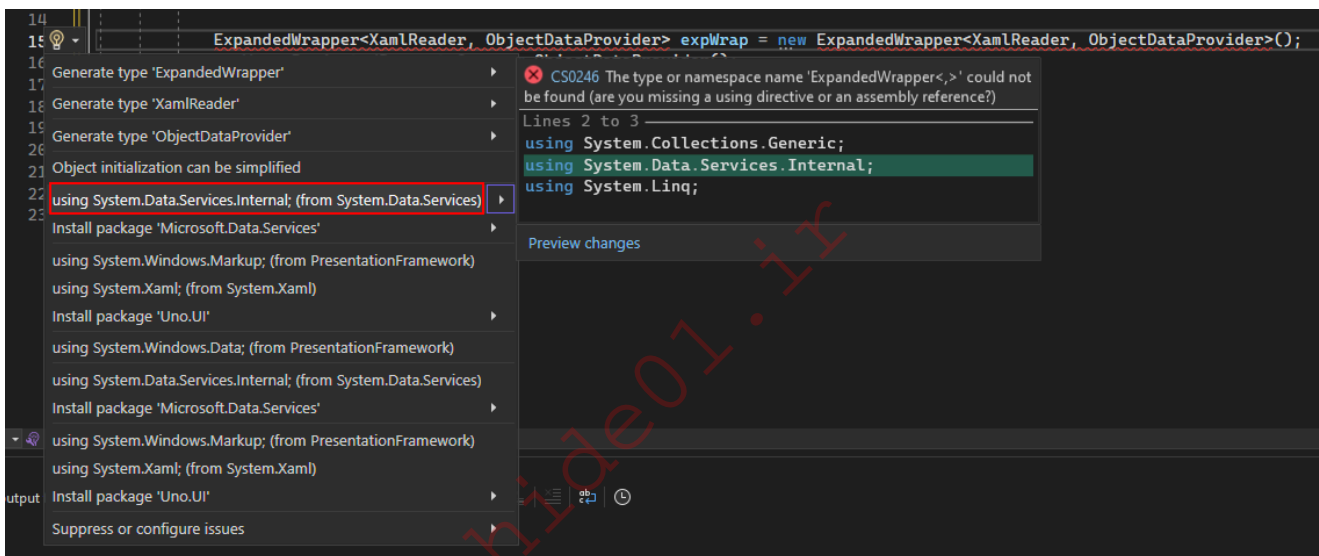 14
15 ExpandedWrapper<XamlReader, ObjectDataProvider> expWrap = new ExpandedWrapper<XamlReader, ObjectDataProvider>();
16
17
18
19
20
21
22
23
Generate type 'ExpandedWrapper'
Generate type 'XamlReader'
Generate type 'ObjectDataProvider'
Object initialization can be simplified
using System.Data.Services.Internal; (from System.Data.Services)
Install package 'Microsoft.Data.Services'
using System.Windows.Markup; (from PresentationFramework)
using System.Xaml; (from System.Xaml)
Install package 'Uno.UI'
using System.Windows.Data; (from PresentationFramework)
using System.Data.Services.Internal; (from System.Data.Services)
Install package 'Microsoft.Data.Services'
using System.Windows.Markup; (from PresentationFramework)
using System.Xaml; (from System.Xaml)
Install package 'Uno.UI'
Suppress or configure issues
CS0246 The type or namespace name 'ExpandedWrapper<,>' could not
be found (are you missing a using directive or an assembly reference?)
Lines 2 to 3
using System.Collections.Generic;
using System.Data.Services.Internal;
using System.Linq;
Preview changes
utput
hide01.ir